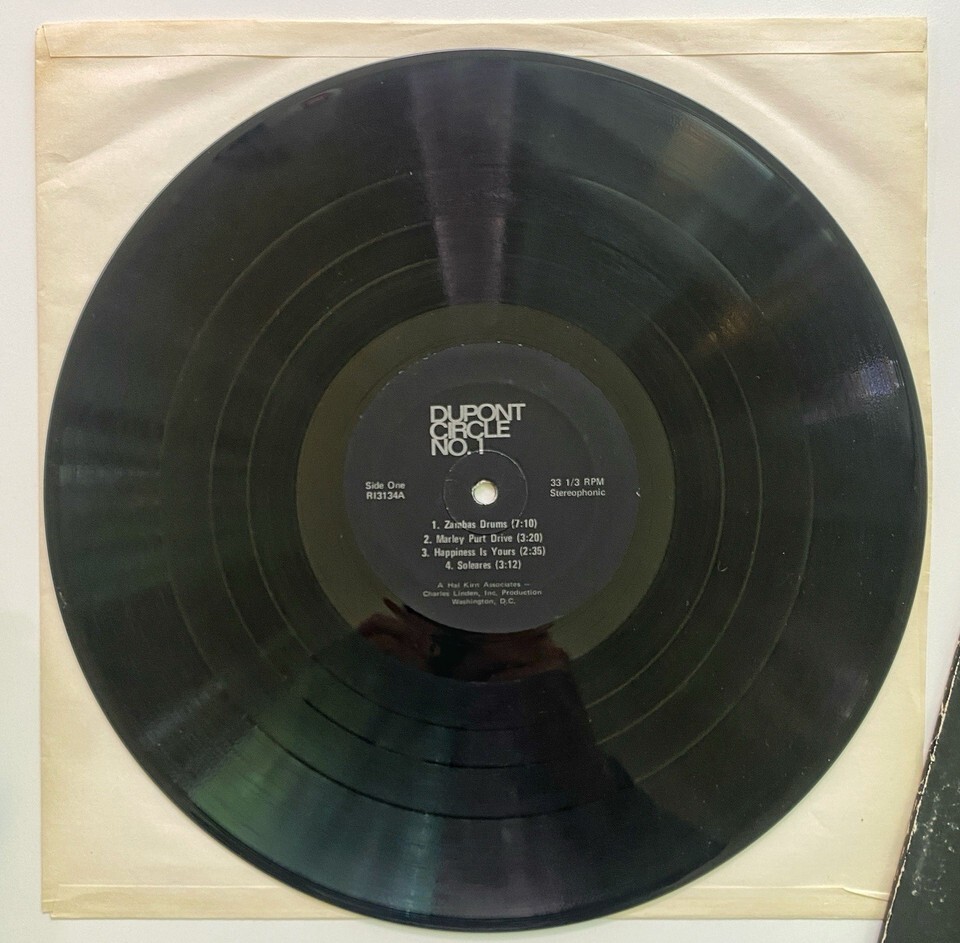 DUPONT
CIRCLE
NO. 1
Side One
RI3134A
33 1/3 RPM
Stereophonic
1. Zambas Drums (7:10)
2. Marley Purt Drive (3:20)
3. Happiness Is Yours (2:35)
4. Soleares (3:12)
A Hal Kirn Associates —
Charles Linden, Inc. Production
Washington, D.C.